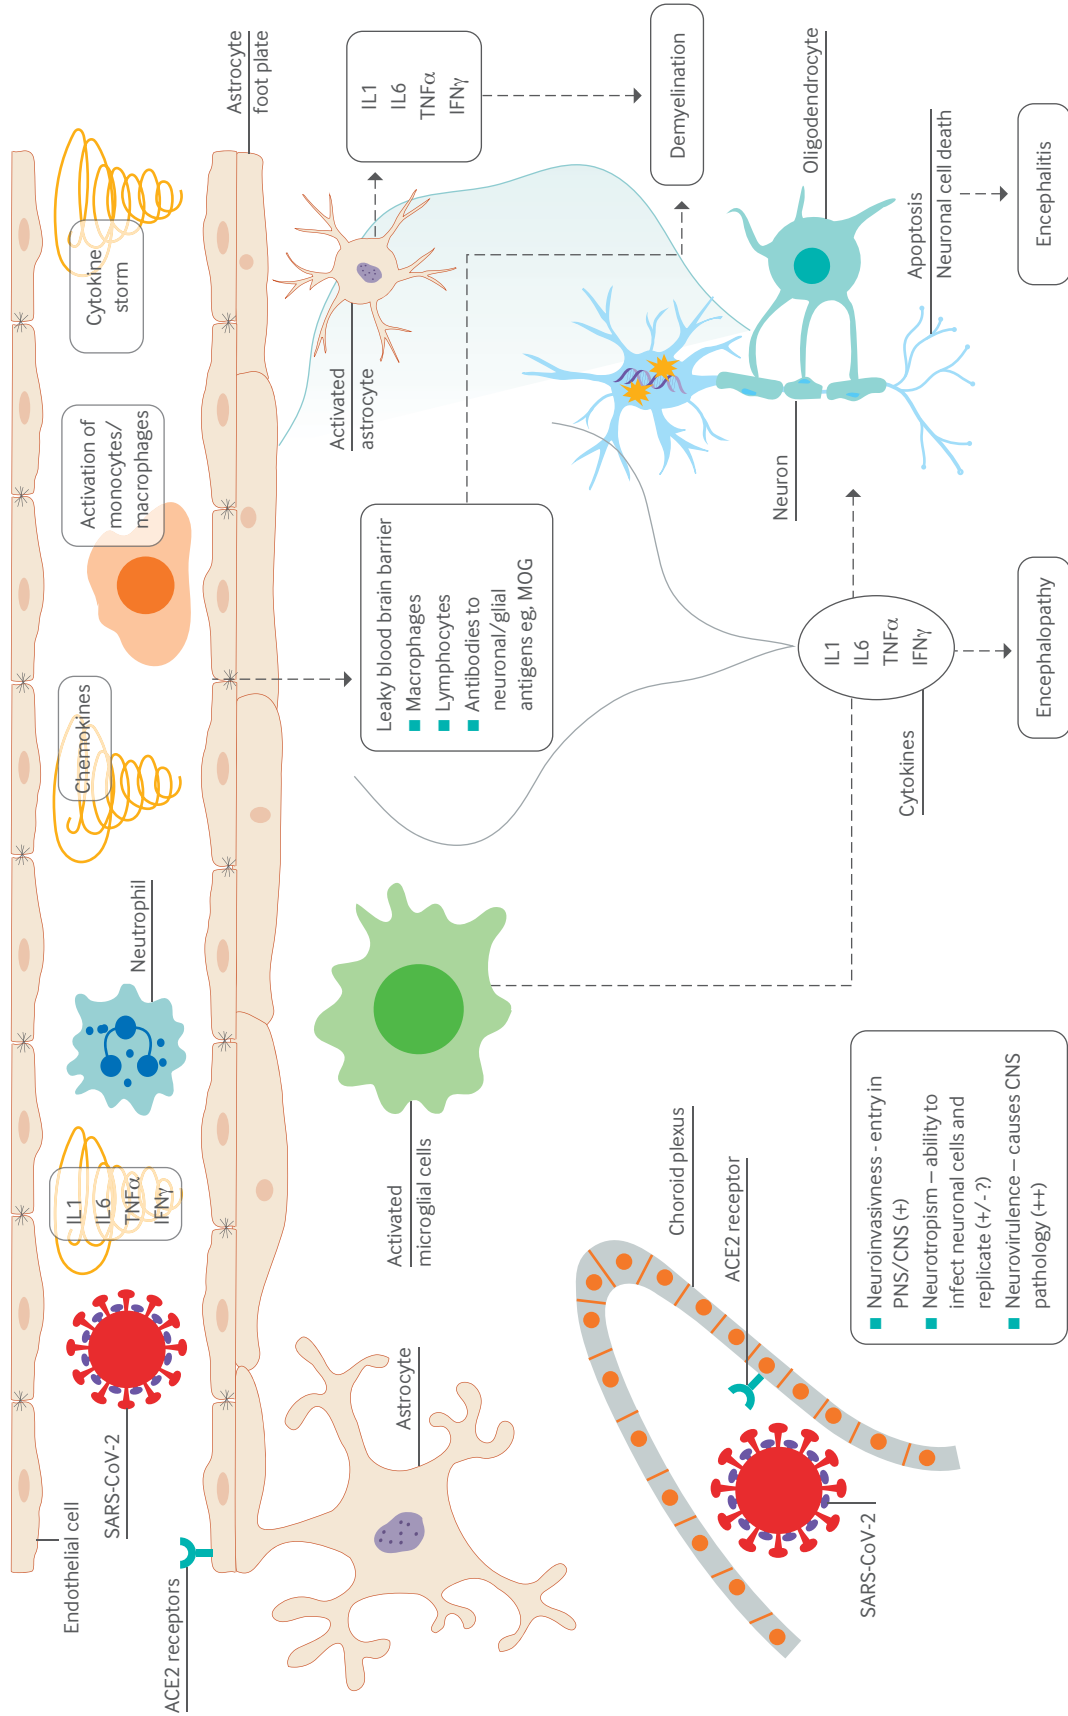 Endothelial cell
SARS-CoV-2
ACE2 receptors
IL1
IL6
TNFα
IFNγ
Neutrophil
Chemokines
Activation of
monocytes/
macrophages
Cytokine
storm
Astrocyte
foot plate
Astrocyte
Activated
microglial cells
Leaky blood brain barrier
Macrophages
Lymphocytes
Antibodies to
neuronal/glial
antigens eg, MOG
Activated
astrocyte
IL1
IL6
TNFα
IFNγ
Demyelination
Choroid plexus
ACE2 receptor
SARS-CoV-2
Neuron
Oligodendrocyte
Cytokines
IL1
IL6
TNFα
IFNγ
Apoptosis
Neuronal cell death
Neuroinvasivness - entry in
PNS/CNS (+)
Neurotropism – ability to
infect neuronal cells and
replicate (+/- ?)
Neurovirulence – causes CNS
pathology (++)
Encephalopathy
Encephalitis